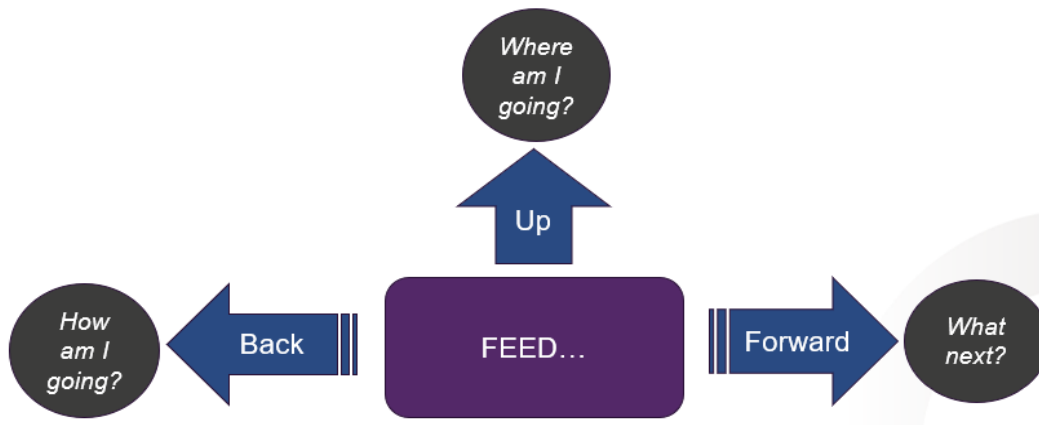 Where
am I
going?
Up
How
am I
going?
Back
FEED...
Forward
What
next?